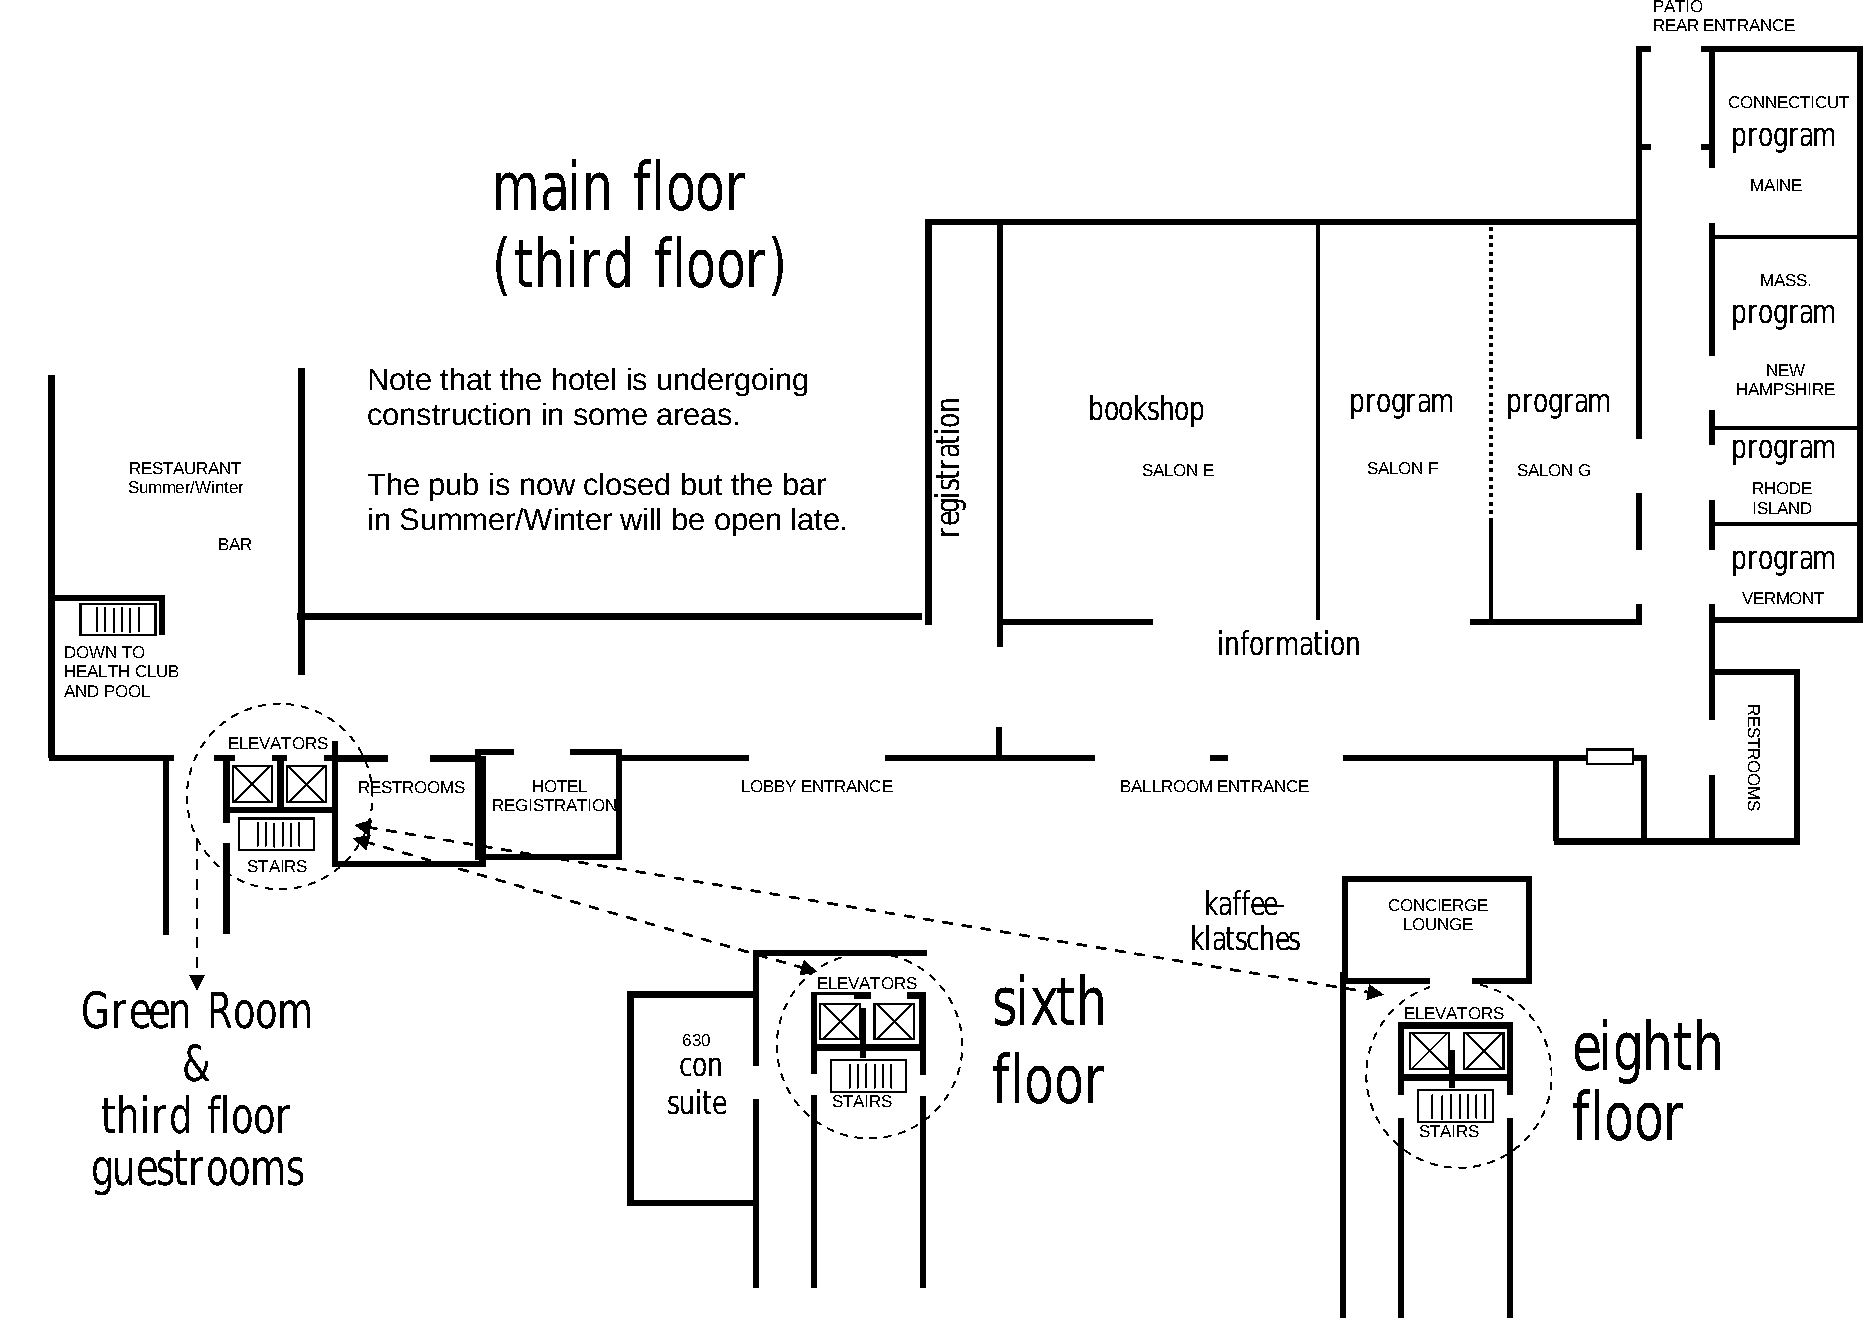 PATIO
REAR ENTRANCE
CONNECTICUT
program
MAINE
main floor
(third floor)
MASS.
program
NEW
HAMPSHIRE
Note that the hotel is undergoing
construction in some areas.
The pub is now closed but the bar
in Summer/Winter will be open late.
registration
bookshop
SALON E
program
SALON F
program
SALON G
program
RHODE
ISLAND
program
VERMONT
RESTAURANT
Summer/Winter
BAR
DOWN TO
HEALTH CLUB
AND POOL
information
ELEVATORS
STAIRS
RESTROOMS
HOTEL
REGISTRATION
LOBBY ENTRANCE
BALLROOM ENTRANCE
RESTROOMS
Green Room
&
third floor
guestrooms
630
con
suite
ELEVATORS
STAIRS
sixth
floor
kaffee-
klatsches
CONCIERGE
LOUNGE
ELEVATORS
STAIRS
eighth
floor